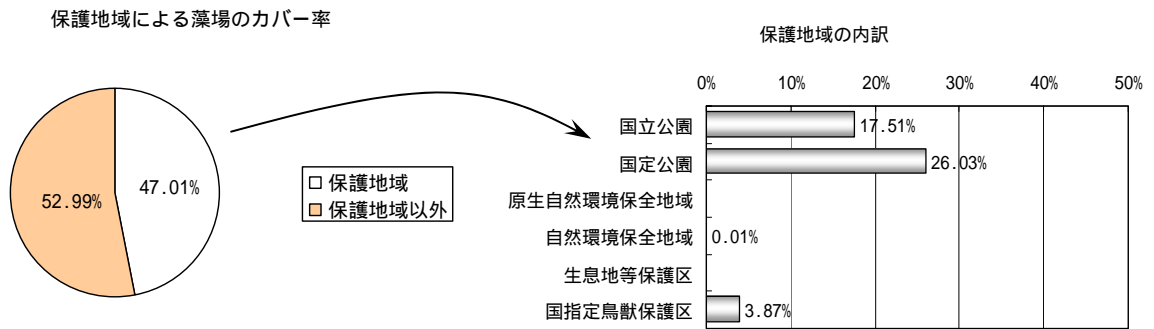 保護地域による藻場のカバー率
47.01%
52.99%
保護地域
保護地域以外
保護地域の内訳
0%
10%
20%
30%
40%
50%
国立公園
17.51%
国定公園
26.03%
原生自然環境保全地域
自然環境保全地域
0.01%
生息地等保護区
国指定鳥獣保護区
3.87%